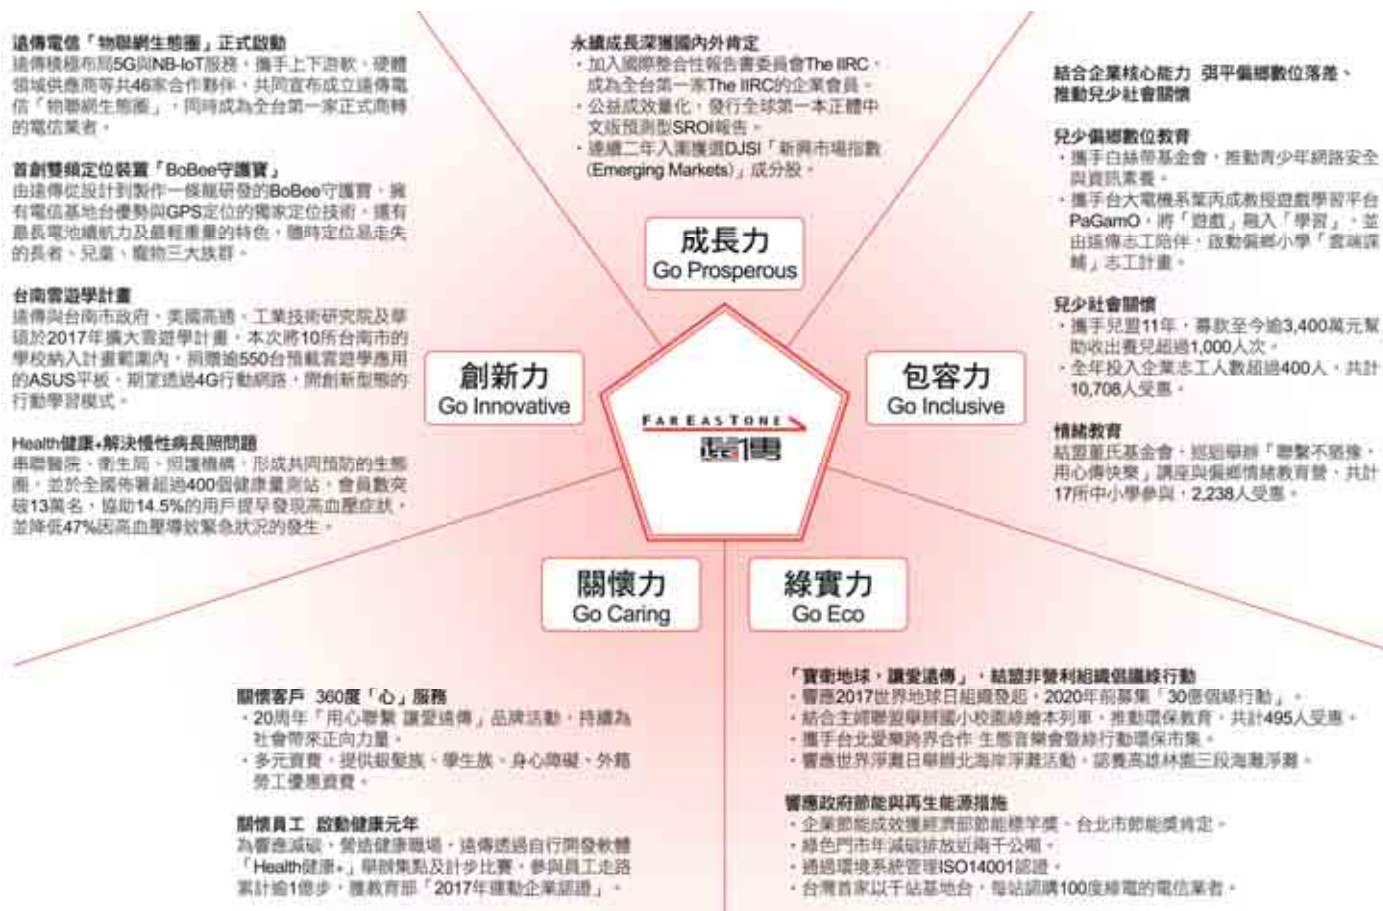 遠傳電信「物聯網生態圈」正式啟動
遠傳積極布局5G與NB-IoT服務，攜手上下游軟、硬體
領域供應商等共46家合作夥伴，共同宣布成立遠傳電
信「物聯網生態圈」，同時成為全台第一家正式商轉
的電信業者。
首創雙頻定位裝置「BoBee守護寶」
由遠傳從設計到製作一條龍研發的BoBee守護寶，擁
有電信基地台優勢與GPS定位的獨家定位技術，還有
最長電池續航力及最輕重量的特色，隨時定位易走失
的長者、兒童、寵物三大族群。
台南雲遊學計畫
遠傳與台南市政府、美國高通、工業技術研究院及華
碩於2017年擴大雲遊學計畫，本次將10所台南市的
學校納入計畫範圍內，捐贈逾550台預載雲遊學應用
的ASUS平板，期望透過4G行動網路，開創新型態的
行動學習模式。
Health健康+解決慢性病長照問題
串聯醫院、衛生局、照護機構，形成共同預防的生態
圈，並於全國佈署超過400個健康量測站，會員數突
破13萬名，協助14.5%的用戶提早發現高血壓症狀，
並降低47%因高血壓導致緊急狀況的發生。
永續成長深獲國內外肯定
・加入國際整合性報告書委員會The IIRC，
成為全台第一家The IIRC的企業會員。
・公益成效量化，發行全球第一本正體中
文版預測型SROI報告。
・連續二年入圍獲選DJSI「新興市場指數
(Emerging Markets)」成分股。
結合企業核心能力 弭平偏鄉數位落差、
推動兒少社會關懷
兒少偏鄉數位教育
・攜手白絲帶基金會，推動青少年網路安全
與資訊素養。
・攜手台大電機系葉丙成教授遊戲學習平台
PaGamO，將「遊戲」融入「學習」，並
由遠傳志工陪伴，啟動偏鄉小學「雲端課
輔」志工計畫。
兒少社會關懷
・攜手兒盟11年，募款至今逾3,400萬元幫
助收出養兒超過1,000人次。
・全年投入企業志工人數超過400人，共計
10,708人受惠。
情緒教育
結盟董氏基金會，巡迴舉辦「聯繫不猶豫，
用心傳快樂」講座與偏鄉情緒教育營，共計
17所中小學參與，2,238人受惠。
成長力
Go Prosperous
創新力
Go Innovative
包容力
Go Inclusive
FAREASTONE
遠傳
關懷力
Go Caring
綠實力
Go Eco
關懷客戶 360度「心」服務
・20周年「用心聯繫 讓愛遠傳」品牌活動，持續為
社會帶來正向力量。
・多元資費，提供銀髮族、學生族、身心障礙、外籍
勞工優惠資費。
關懷員工 啟動健康元年
為響應減碳、營造健康職場，遠傳透過自行開發軟體
「Health健康+」舉辦集點及計步比賽，參與員工走路
累計逾1億步，獲教育部「2017年運動企業認證」。
「寶衛地球，讓愛遠傳」，結盟非營利組織倡議綠行動
・響應2017世界地球日組織發起，2020年前募集「30億個綠行動」。
・結合主婦聯盟舉辦國小校園綠繪本列車，推動環保教育，共計495人受惠。
・攜手台北愛樂跨界合作 生態音樂會暨綠行動環保市集。
・響應世界淨灘日舉辦北海岸淨灘活動、認養高雄林園三段海灘淨灘。
響應政府節能與再生能源措施
・企業節能成效獲經濟部節能標竿獎、台北市節能獎肯定。
・綠色門市年減碳排放近兩千公噸。
・通過環境系統管理ISO14001認證。
・台灣首家以千站基地台，每站認購100度綠電的電信業者。